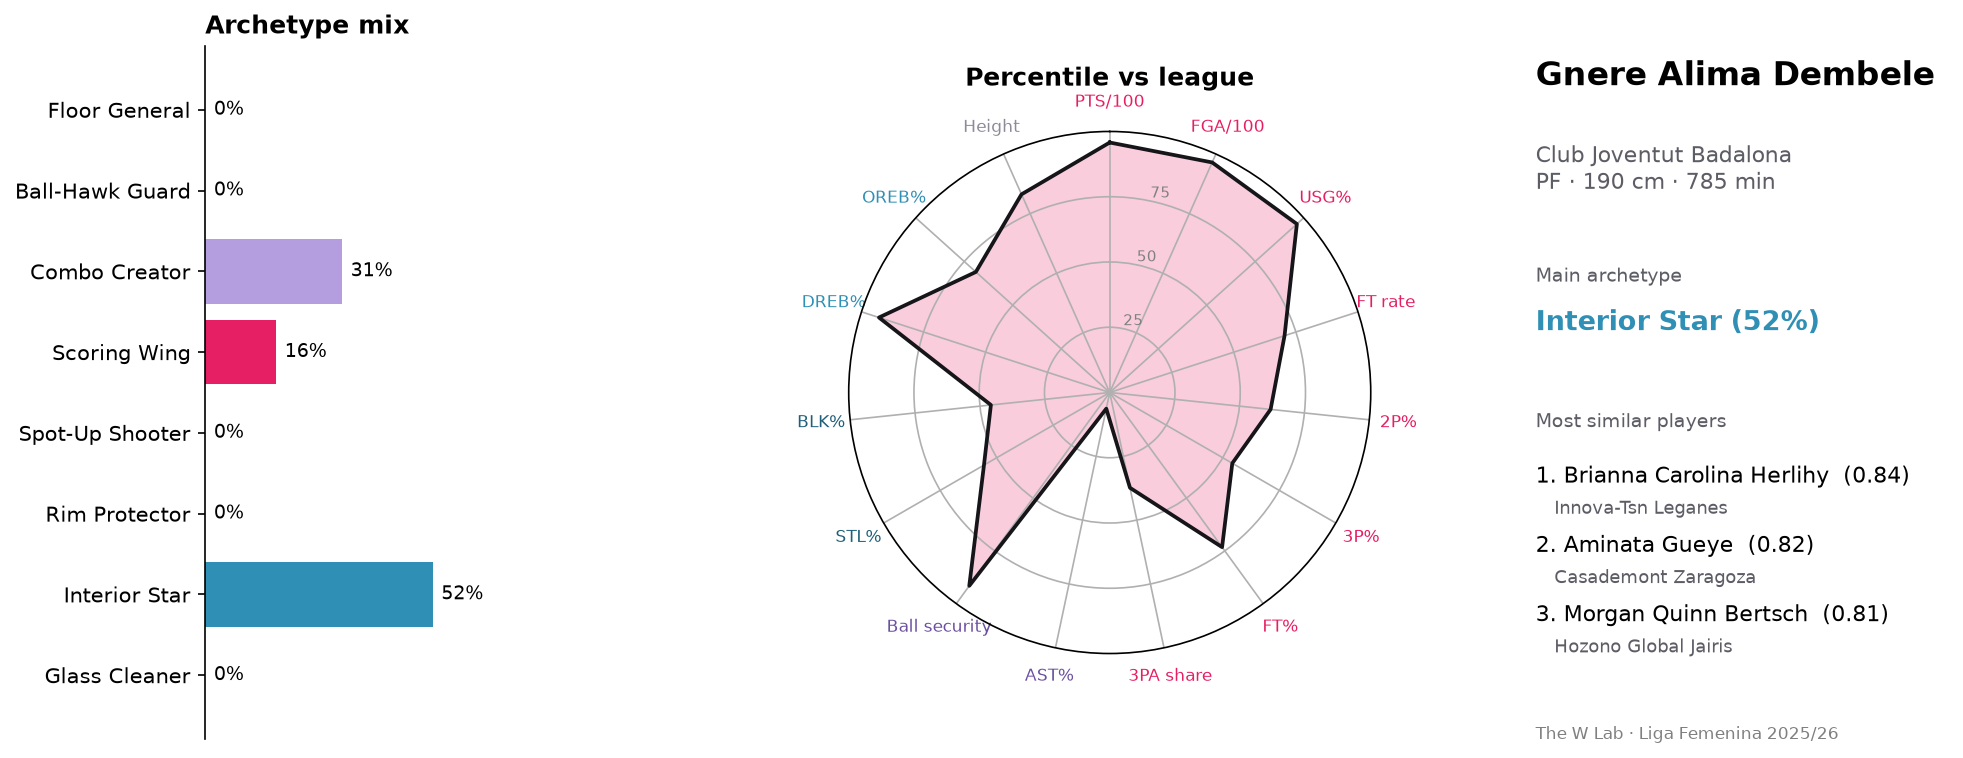 Archetype mix
Floor General
0%
Ball-Hawk Guard
0%
Combo Creator
31%
Scoring Wing
16%
Spot-Up Shooter
0%
Rim Protector
0%
Interior Star
52%
Glass Cleaner
0%
Percentile vs league
PTS/100
FGA/100
USG%
FT rate
2P%
3P%
FT%
3PA share
AST%
Ball security
STL%
BLK%
DREB%
OREB%
Height
75
50
25
Gnere Alima Dembele
Club Joventut Badalona
PF · 190 cm · 785 min
Main archetype
Interior Star (52%)
Most similar players
1. Brianna Carolina Herlihy (0.84)
Innova-Tsn Leganes
2. Aminata Gueye (0.82)
Casademont Zaragoza
3. Morgan Quinn Bertsch (0.81)
Hozono Global Jairis
The W Lab · Liga Femenina 2025/26